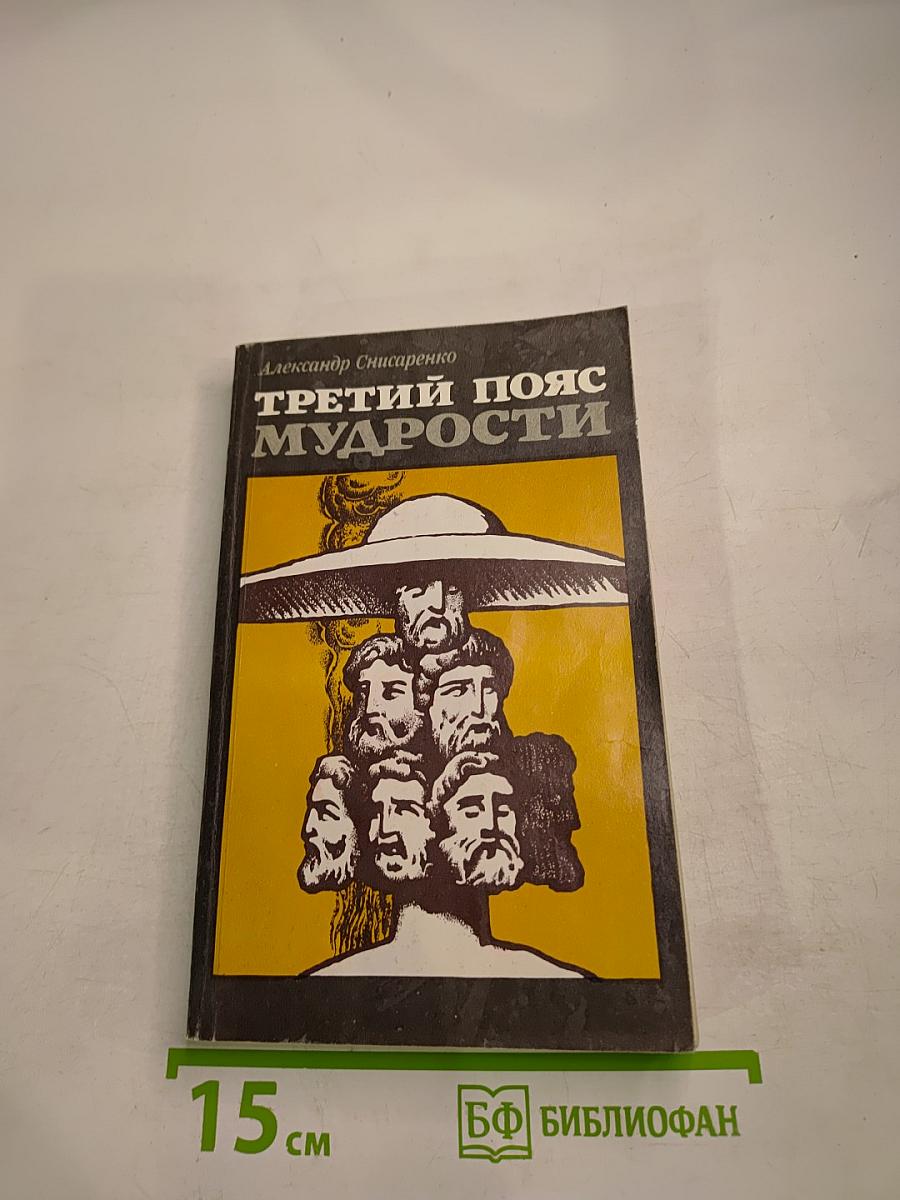 Александр Снисаренко
ТРЕТИЙ ПОЯС
МУДРОСТИ
15 см
БФ БИБЛИОФАН